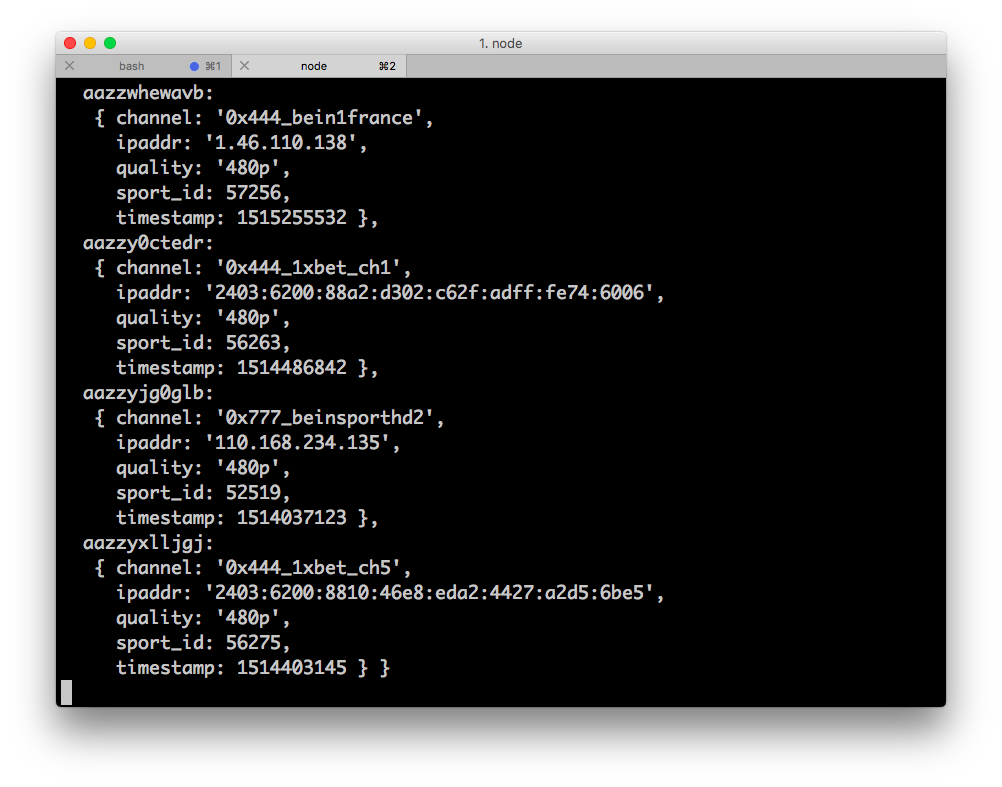 1. node
bash ⌘1 node ⌘2
aazzwhewavb:
{ channel: '0x444_bein1france',
ipaddr: '1.46.110.138',
quality: '480p',
sport_id: 57256,
timestamp: 1515255532 },
aazzy0ctedr:
{ channel: '0x444_1xbet_ch1',
ipaddr: '2403:6200:88a2:d302:c62f:adff:fe74:6006',
quality: '480p',
sport_id: 56263,
timestamp: 1514486842 },
aazzyjg0glb:
{ channel: '0x777_beinsporthd2',
ipaddr: '110.168.234.135',
quality: '480p',
sport_id: 52519,
timestamp: 1514037123 },
aazzyxlljgj:
{ channel: '0x444_1xbet_ch5',
ipaddr: '2403:6200:8810:46e8:eda2:4427:a2d5:6be5',
quality: '480p',
sport_id: 56275,
timestamp: 1514403145 } }